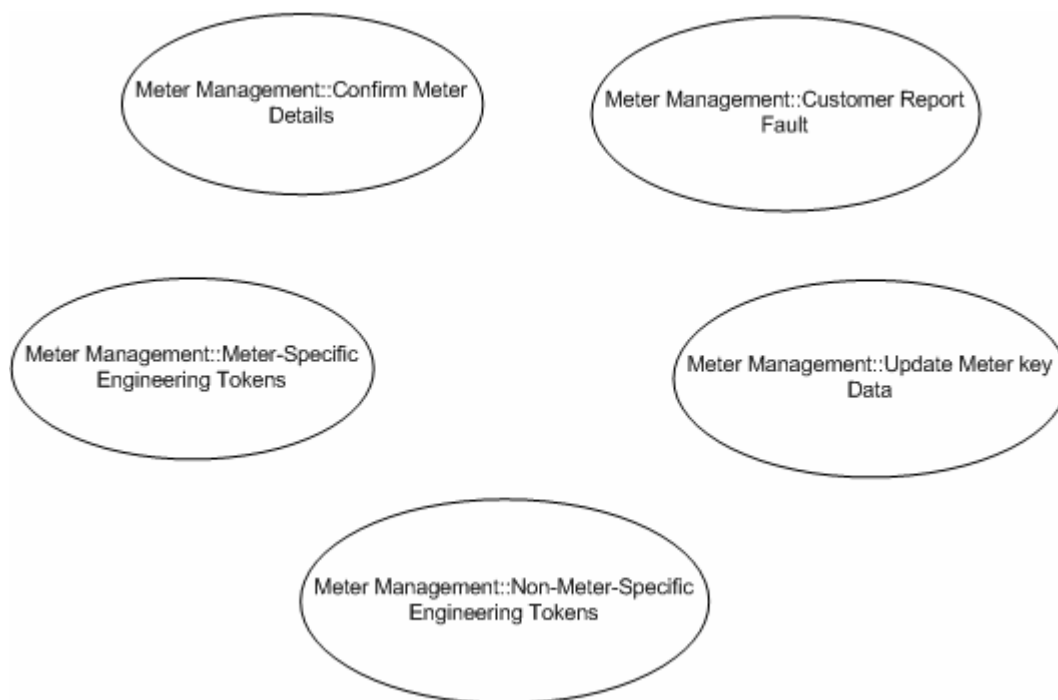 Meter Management::Confirm Meter
Details
Meter Management::Customer Report
Fault
Meter Management::Meter-Specific
Engineering Tokens
Meter Management::Update Meter key
Data
Meter Management::Non-Meter-Specific
Engineering Tokens